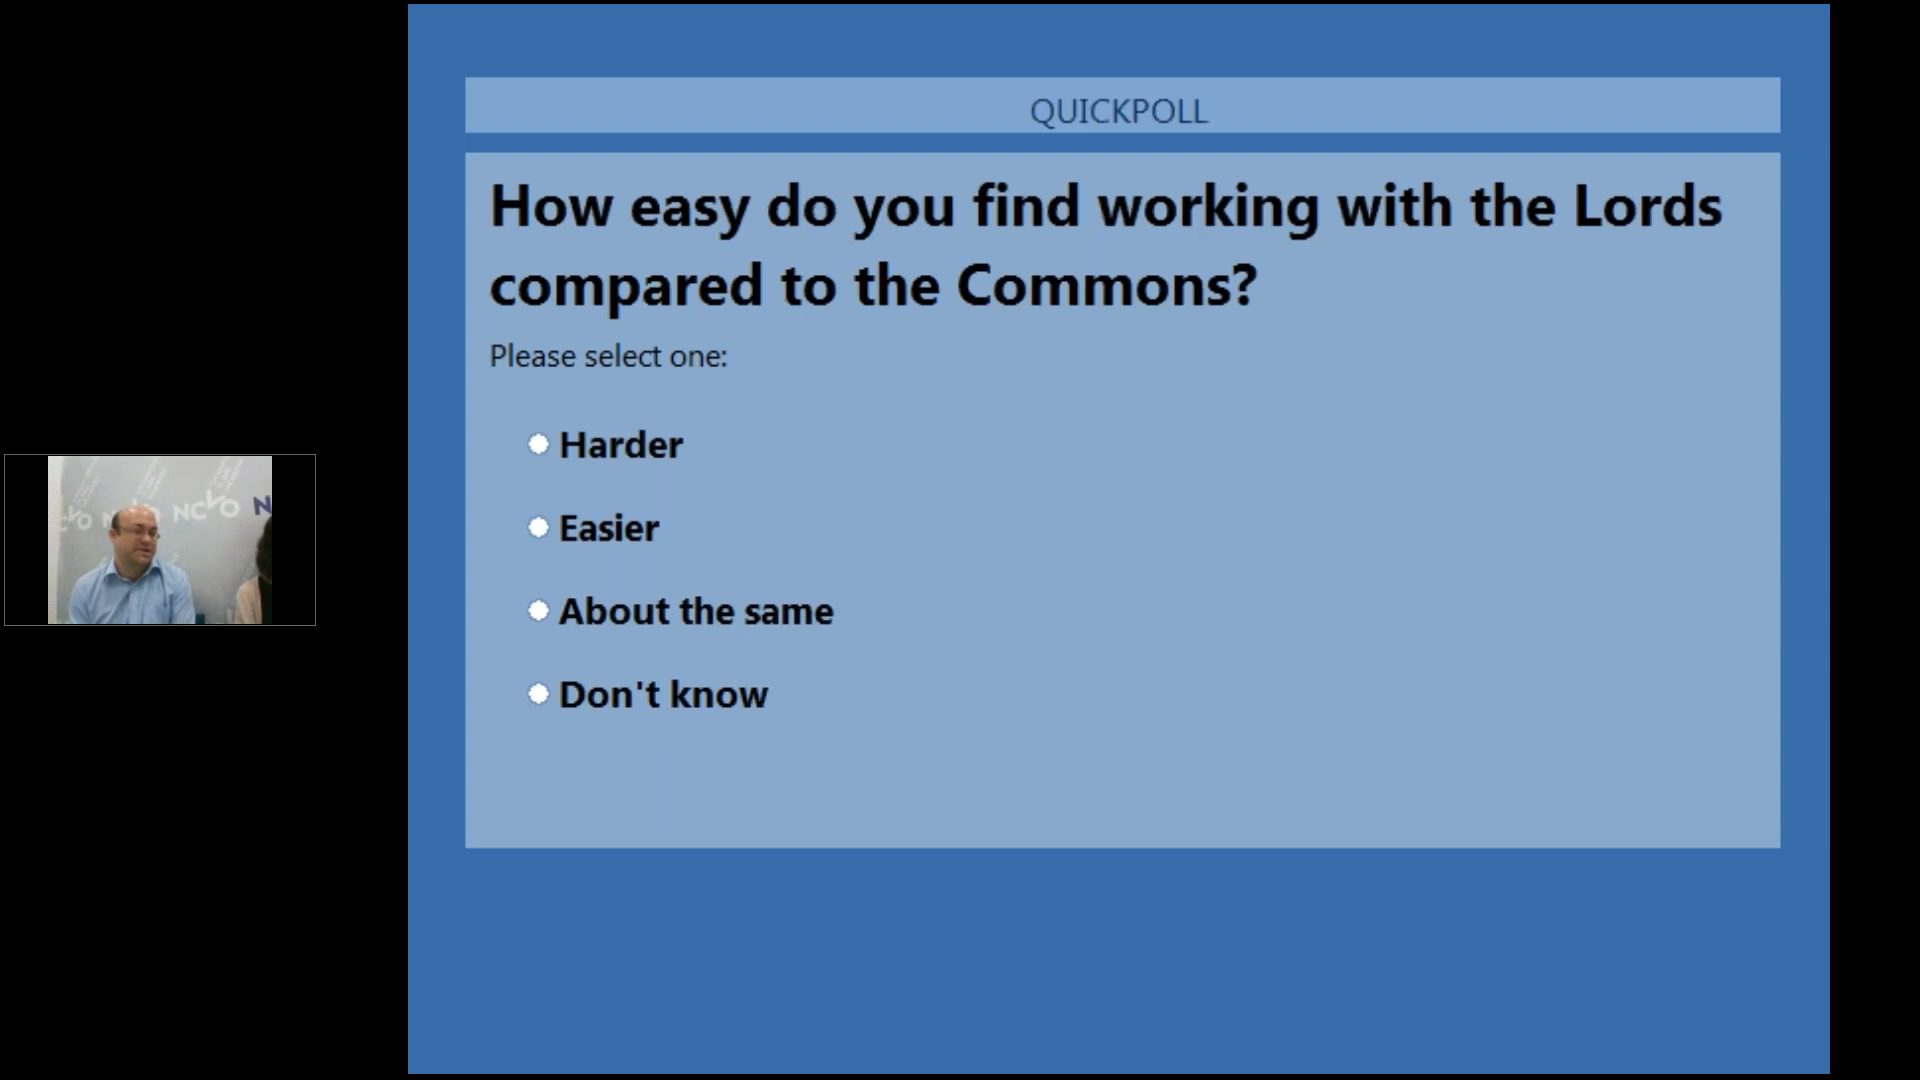 QUICKPOLL
How easy do you find working with the Lords
compared to the Commons?
Please select one:
Harder
Easier
About the same
Don't know
NCVO